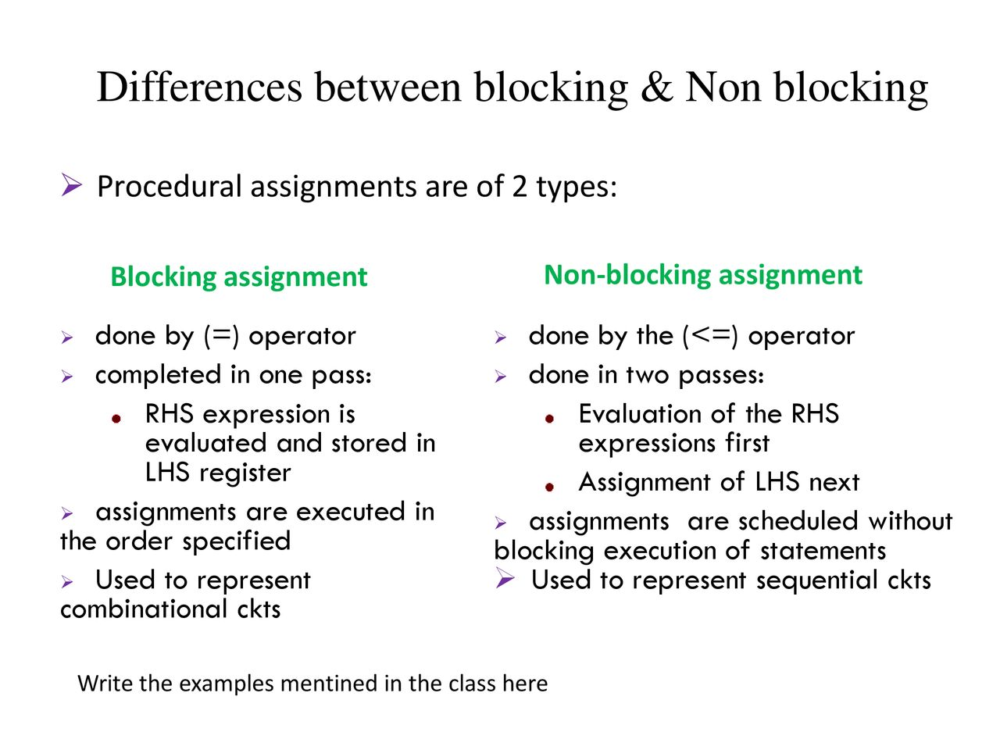 Differences between blocking & Non blocking
Procedural assignments are of 2 types:
Blocking assignment
done by (=) operator
completed in one pass:
RHS expression is
evaluated and stored in
LHS register
assignments are executed in
the order specified
Used to represent
combinational ckts
Non-blocking assignment
done by the (<=) operator
done in two passes:
Evaluation of the RHS
expressions first
Assignment of LHS next
assignments are scheduled without
blocking execution of statements
Used to represent sequential ckts
Write the examples mentined in the class here